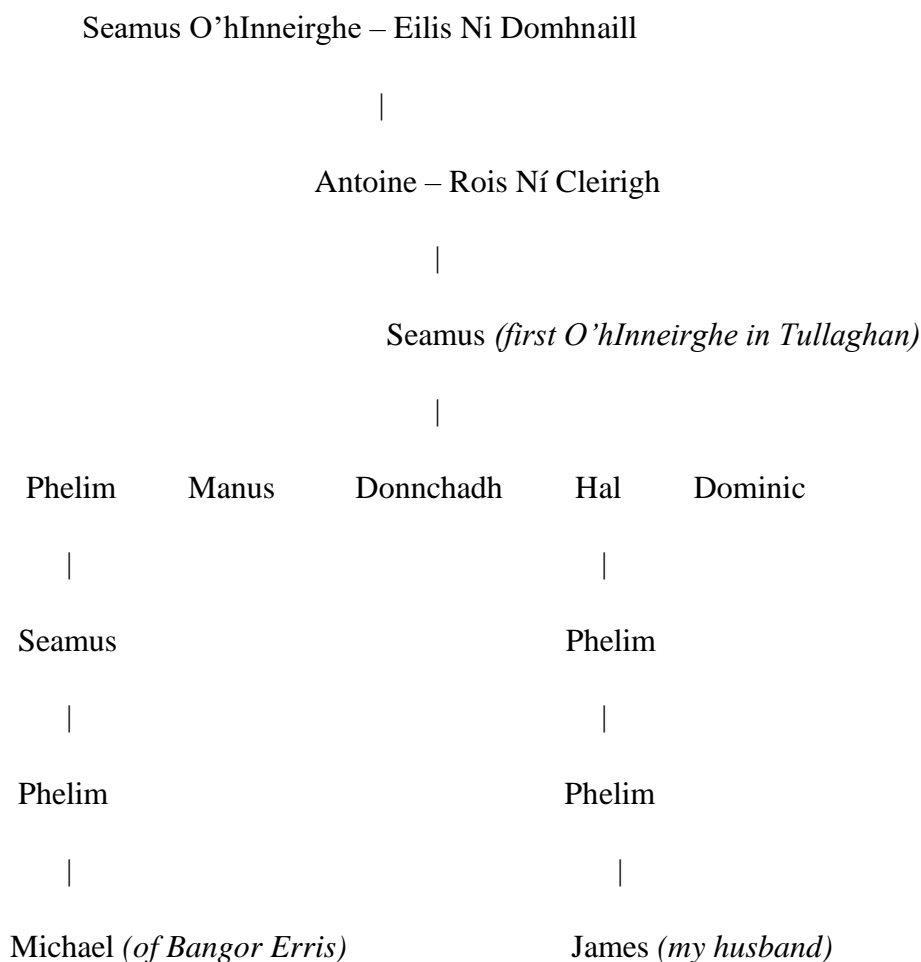 Seamus O’hInneirghe – Eilis Ni Domhnaill
|
Antoine – Rois Ní Cleirigh
|
Seamus (first O’hInneirghe in Tullaghan)
|
Phelim Manus Donnchadh Hal Dominic
| |
Seamus Phelim
| |
Phelim Phelim
| |
Michael (of Bangor Erris) James (my husband)